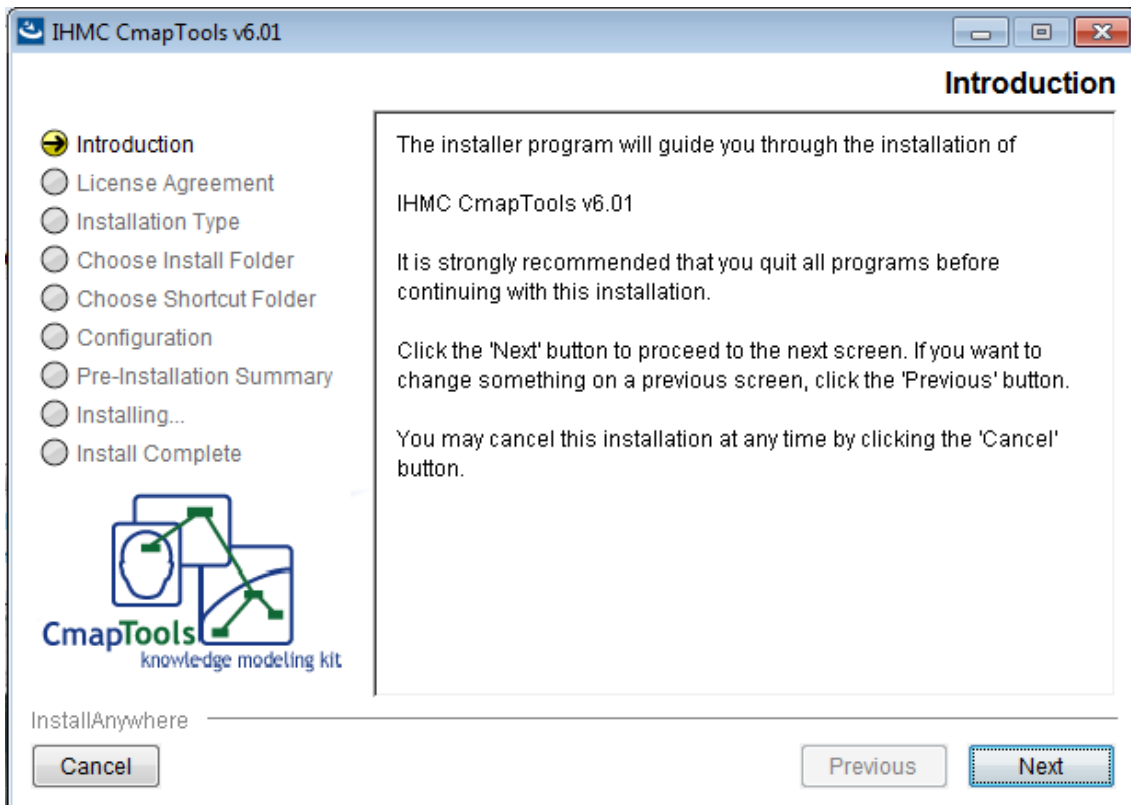 IHMC CmapTools v6.01
Introduction
Introduction
License Agreement
Installation Type
Choose Install Folder
Choose Shortcut Folder
Configuration
Pre-Installation Summary
Installing...
Install Complete
CmapTools
knowledge modeling kit
The installer program will guide you through the installation of
IHMC CmapTools v6.01
It is strongly recommended that you quit all programs before
continuing with this installation.
Click the 'Next' button to proceed to the next screen. If you want to
change something on a previous screen, click the 'Previous' button.
You may cancel this installation at any time by clicking the 'Cancel'
button.
InstallAnywhere
Cancel
Previous
Next